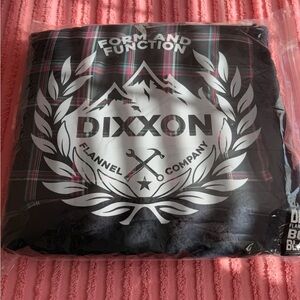 FORM AND
FUNCTION
DIXXON
FLANNEL COMPANY